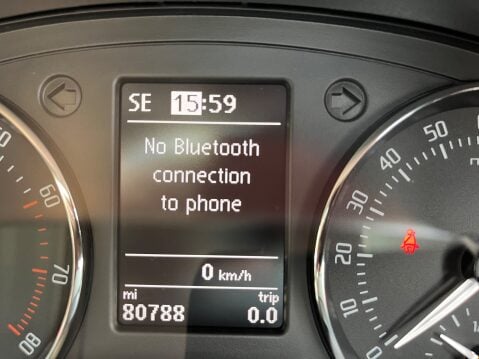 SE 15:59
No Bluetooth
connection
to phone
0 km/h
mi trip
80788 0.0
60
70
80
50
40
30
20
10
0